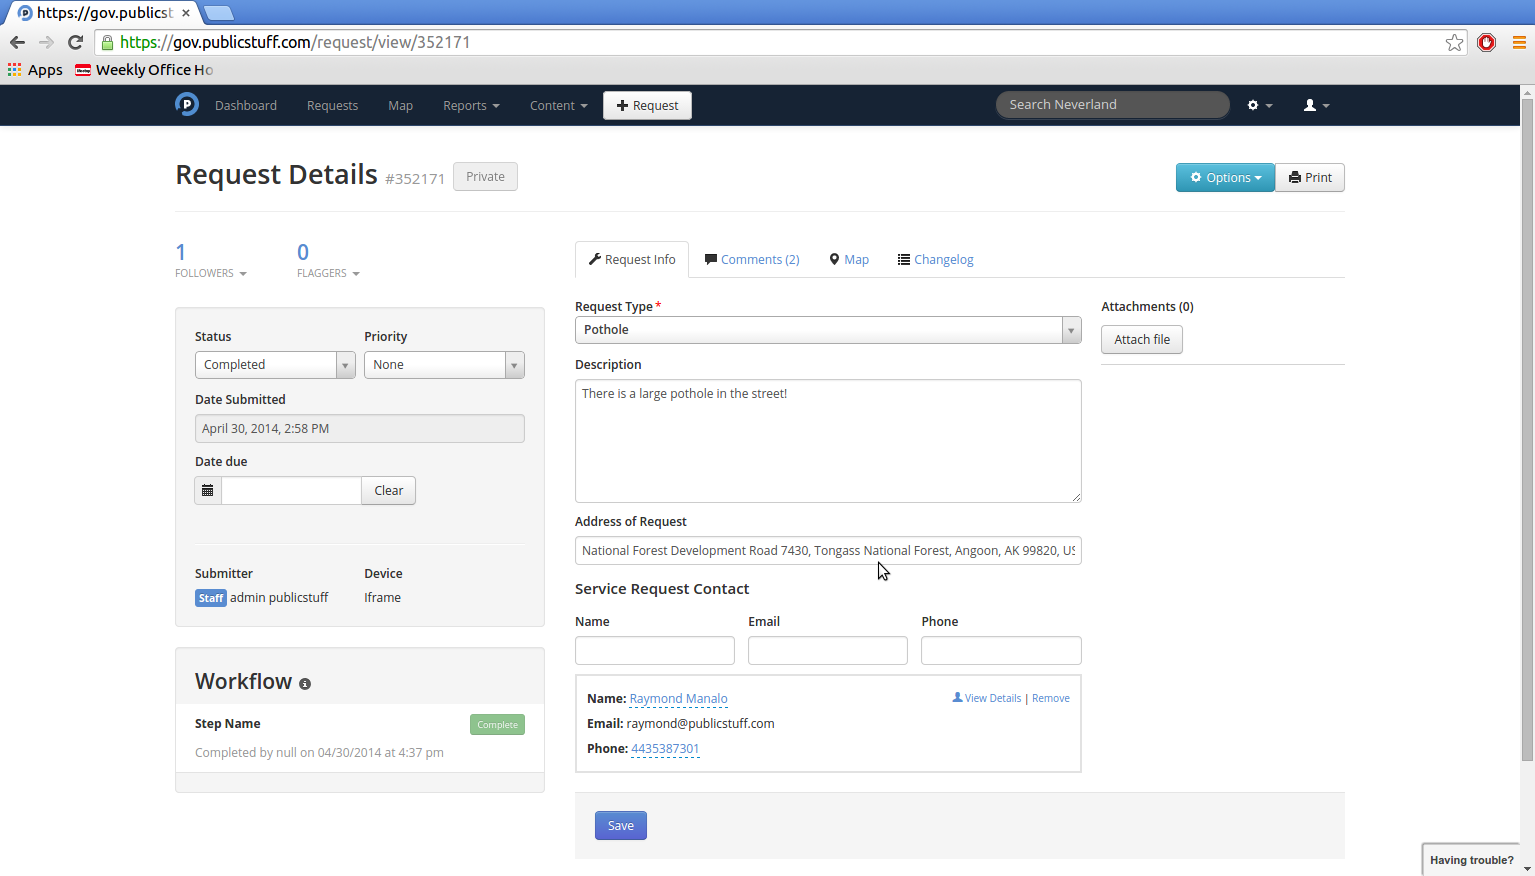 https://gov.publicst
https://gov.publicstuff.com/request/view/352171
Apps Weekly Office Ho
Dashboard Requests Map Reports Content + Request Search Neverland
Request Details #352171 Private Options Print
1 0
FOLLOWERS FLAGGERS
Request Info Comments (2) Map Changelog
Status Priority
Completed None
Date Submitted
April 30, 2014, 2:58 PM
Date due
Clear
Submitter Device
Staff admin publicstuff Iframe
Workflow
Step Name Complete
Completed by null on 04/30/2014 at 4:37 pm
Request Type *
Pothole
Description
There is a large pothole in the street!
Address of Request
National Forest Development Road 7430, Tongass National Forest, Angoon, AK 99820, US
Service Request Contact
Name Email Phone
Name: Raymond Manalo View Details | Remove
Email: raymond@publicstuff.com
Phone: 4435387301
Save
Attachments (0)
Attach file
Having trouble?